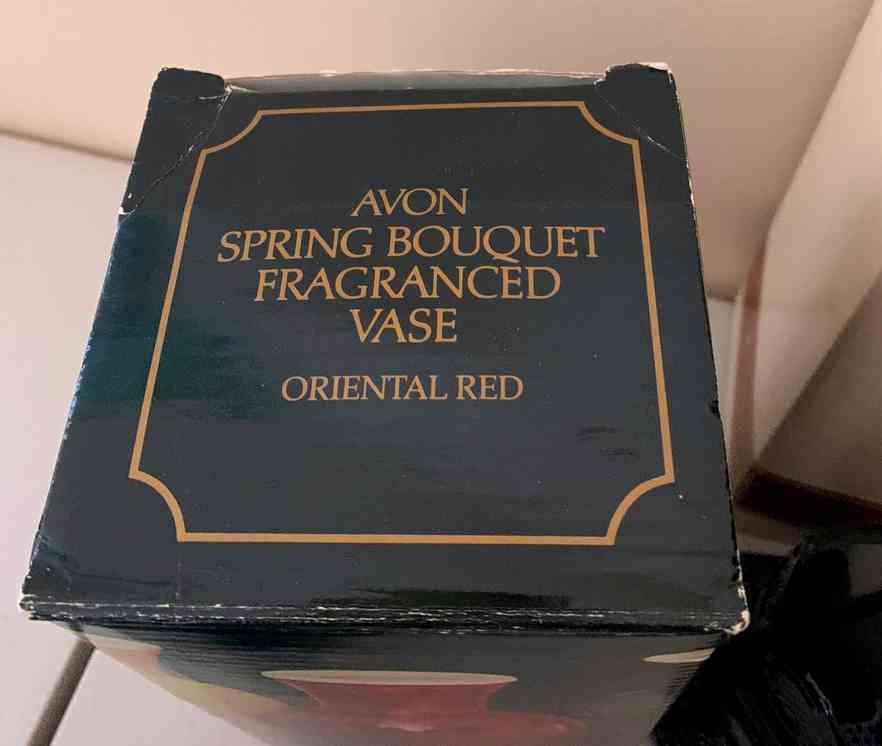 AVON
SPRING BOUQUET
FRAGRANCED
VASE
ORIENTAL RED